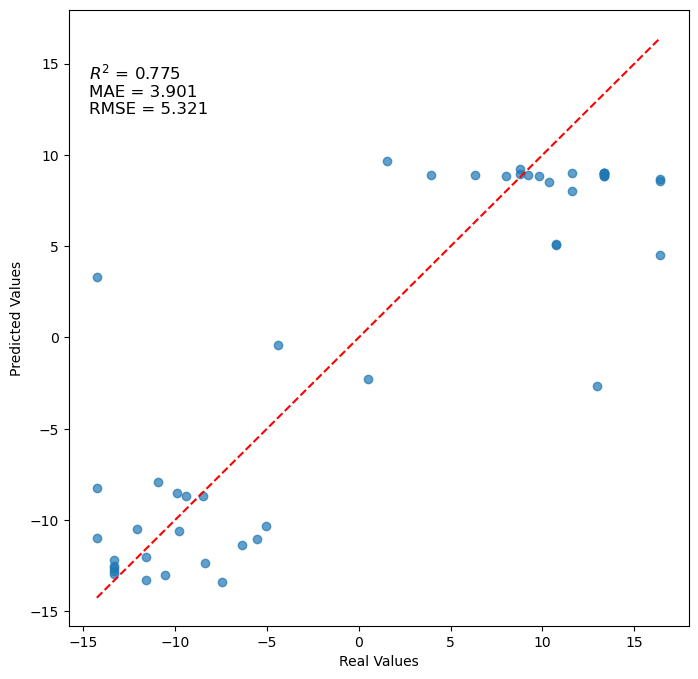 R² = 0.775
MAE = 3.901
RMSE = 5.321
15
10
5
0
−5
−10
−15
Predicted Values
−15 −10 −5 0 5 10 15
Real Values